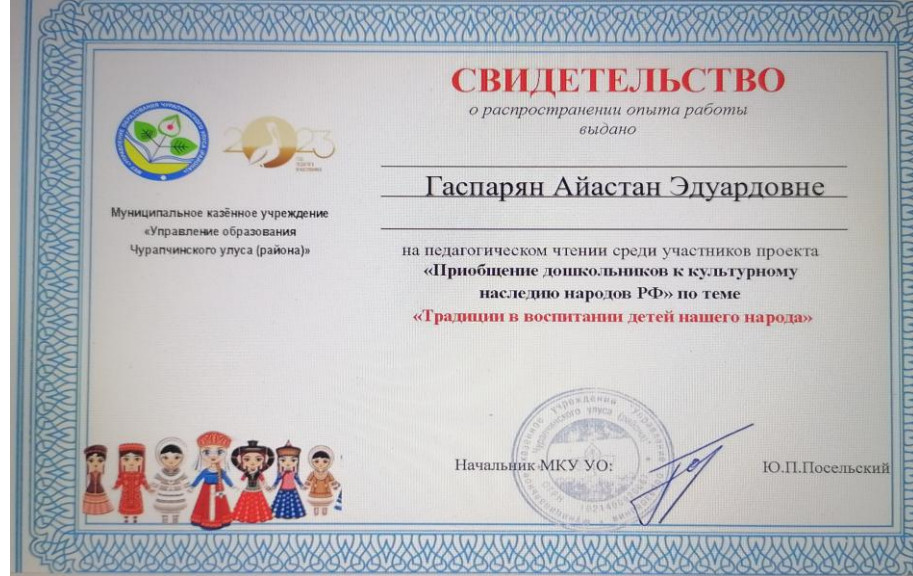 СВИДЕТЕЛЬСТВО
о распространении опыта работы
выдано
Гаспарян Айастан Эдуардовне
2023
Муниципальное казённое учреждение
«Управление образования
Чурапчинского улуса (района)»
на педагогическом чтении среди участников проекта
«Приобщение дошкольников к культурному
наследию народов РФ» по теме
«Традиции в воспитании детей нашего народа»
Начальник МКУ УО:
Ю.П.Посельский